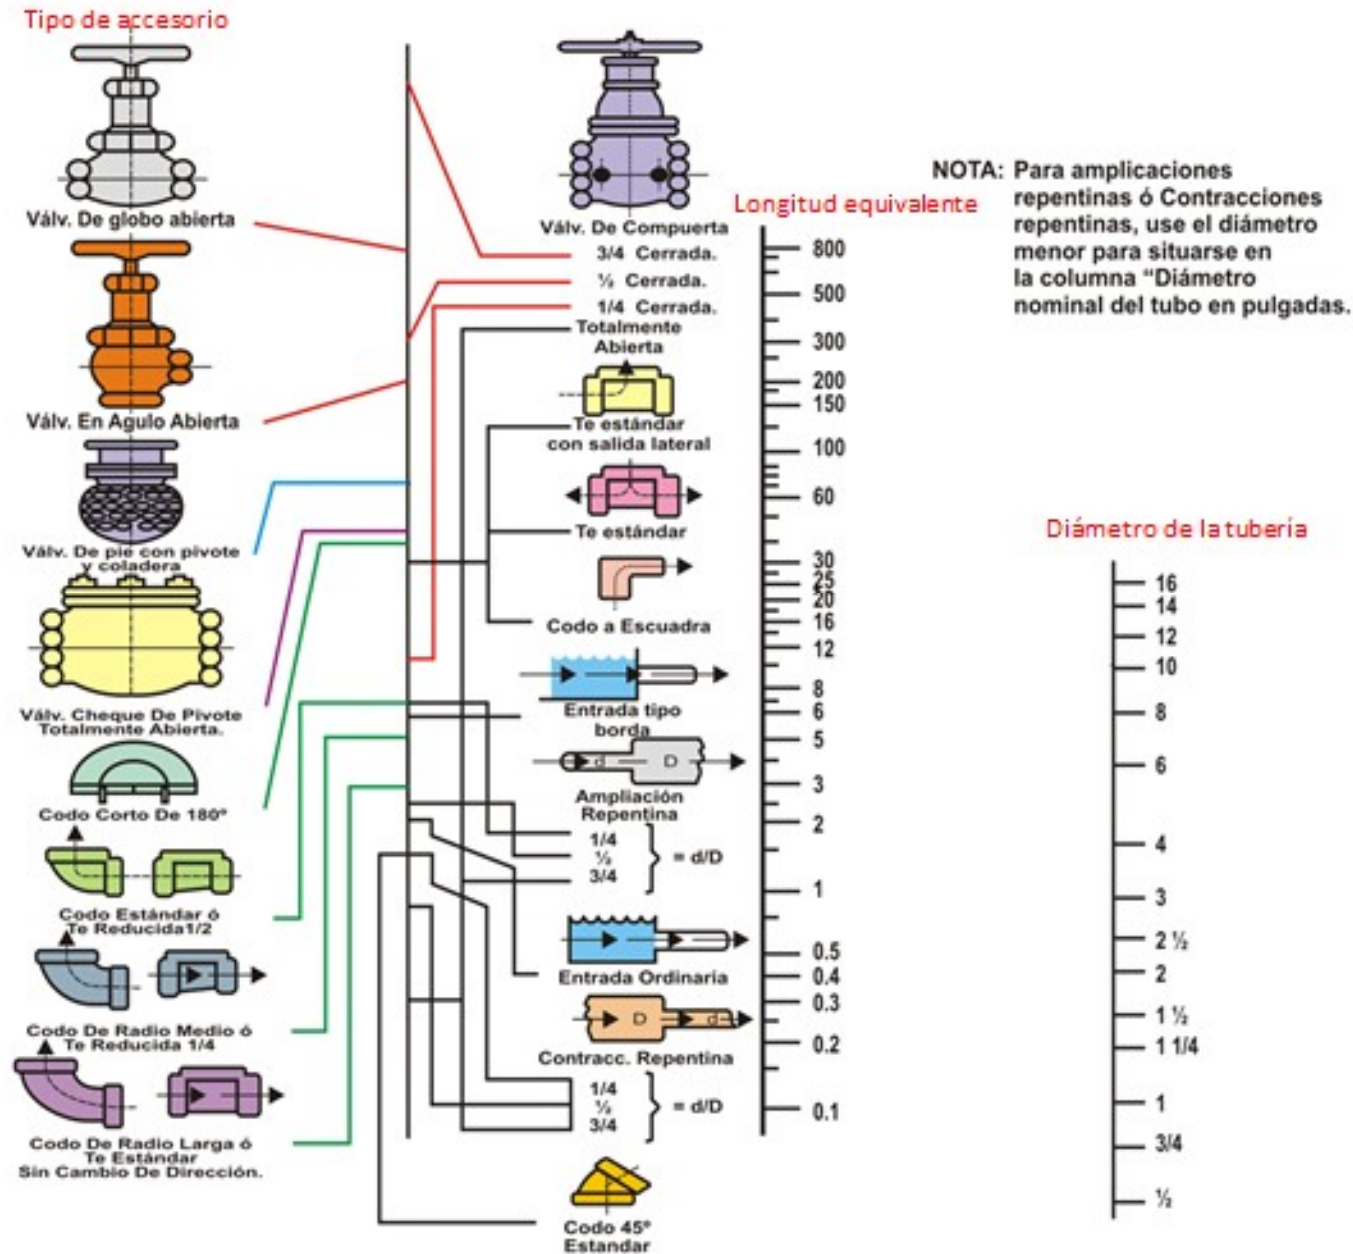 Tipo de accesorio
Válv. De globo abierta
Válv. En Agulo Abierta
Válv. De pie con pivote
y coladera
Válv. Cheque De Pivote
Totalmente Abierta.
Codo Corto De 180º
Codo Estándar ó
Te Reducida1/2
Codo De Radio Medio ó
Te Reducida 1/4
Codo De Radio Larga ó
Te Estándar
Sin Cambio De Dirección.
Válv. De Compuerta
3/4 Cerrada.
½ Cerrada.
1/4 Cerrada.
Totalmente
Abierta
Te estándar
con salida lateral
Te estándar
Codo a Escuadra
Entrada tipo
borda
d D
Ampliación
Repentina
1/4
½ = d/D
3/4
Entrada Ordinaria
D d
Contracc. Repentina
1/4
½ = d/D
3/4
Codo 45º
Estandar
Longitud equivalente
800
500
300
200
150
100
60
30
25
20
16
12
8
6
5
3
2
1
0.5
0.4
0.3
0.2
0.1
NOTA: Para amplicaciones
repentinas ó Contracciones
repentinas, use el diámetro
menor para situarse en
la columna “Diámetro
nominal del tubo en pulgadas.
Diámetro de la tubería
16
14
12
10
8
6
4
3
2 ½
2
1 ½
1 1/4
1
3/4
½